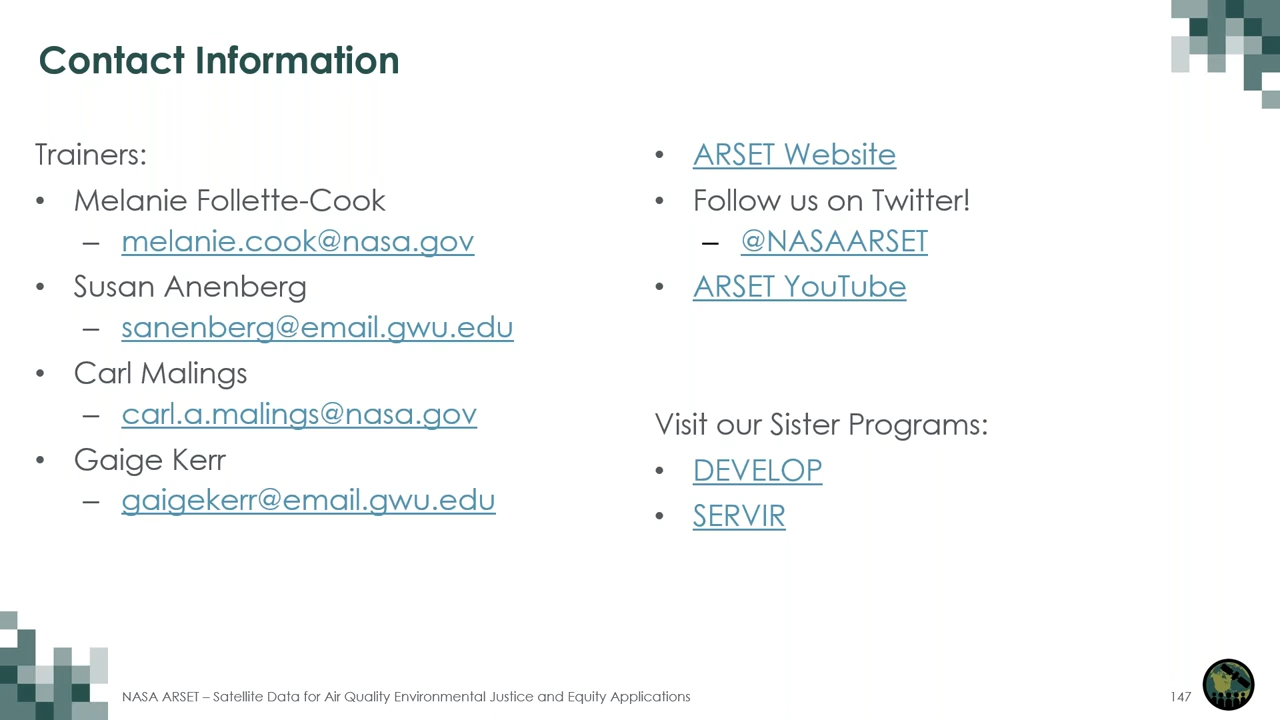 Contact Information
Trainers:
• Melanie Follette-Cook
– melanie.cook@nasa.gov
• Susan Anenberg
– sanenberg@email.gwu.edu
• Carl Malings
– carl.a.malings@nasa.gov
• Gaige Kerr
– gaigekerr@email.gwu.edu
• ARSET Website
• Follow us on Twitter!
– @NASAARSET
• ARSET YouTube
Visit our Sister Programs:
• DEVELOP
• SERVIR
NASA ARSET – Satellite Data for Air Quality Environmental Justice and Equity Applications
147